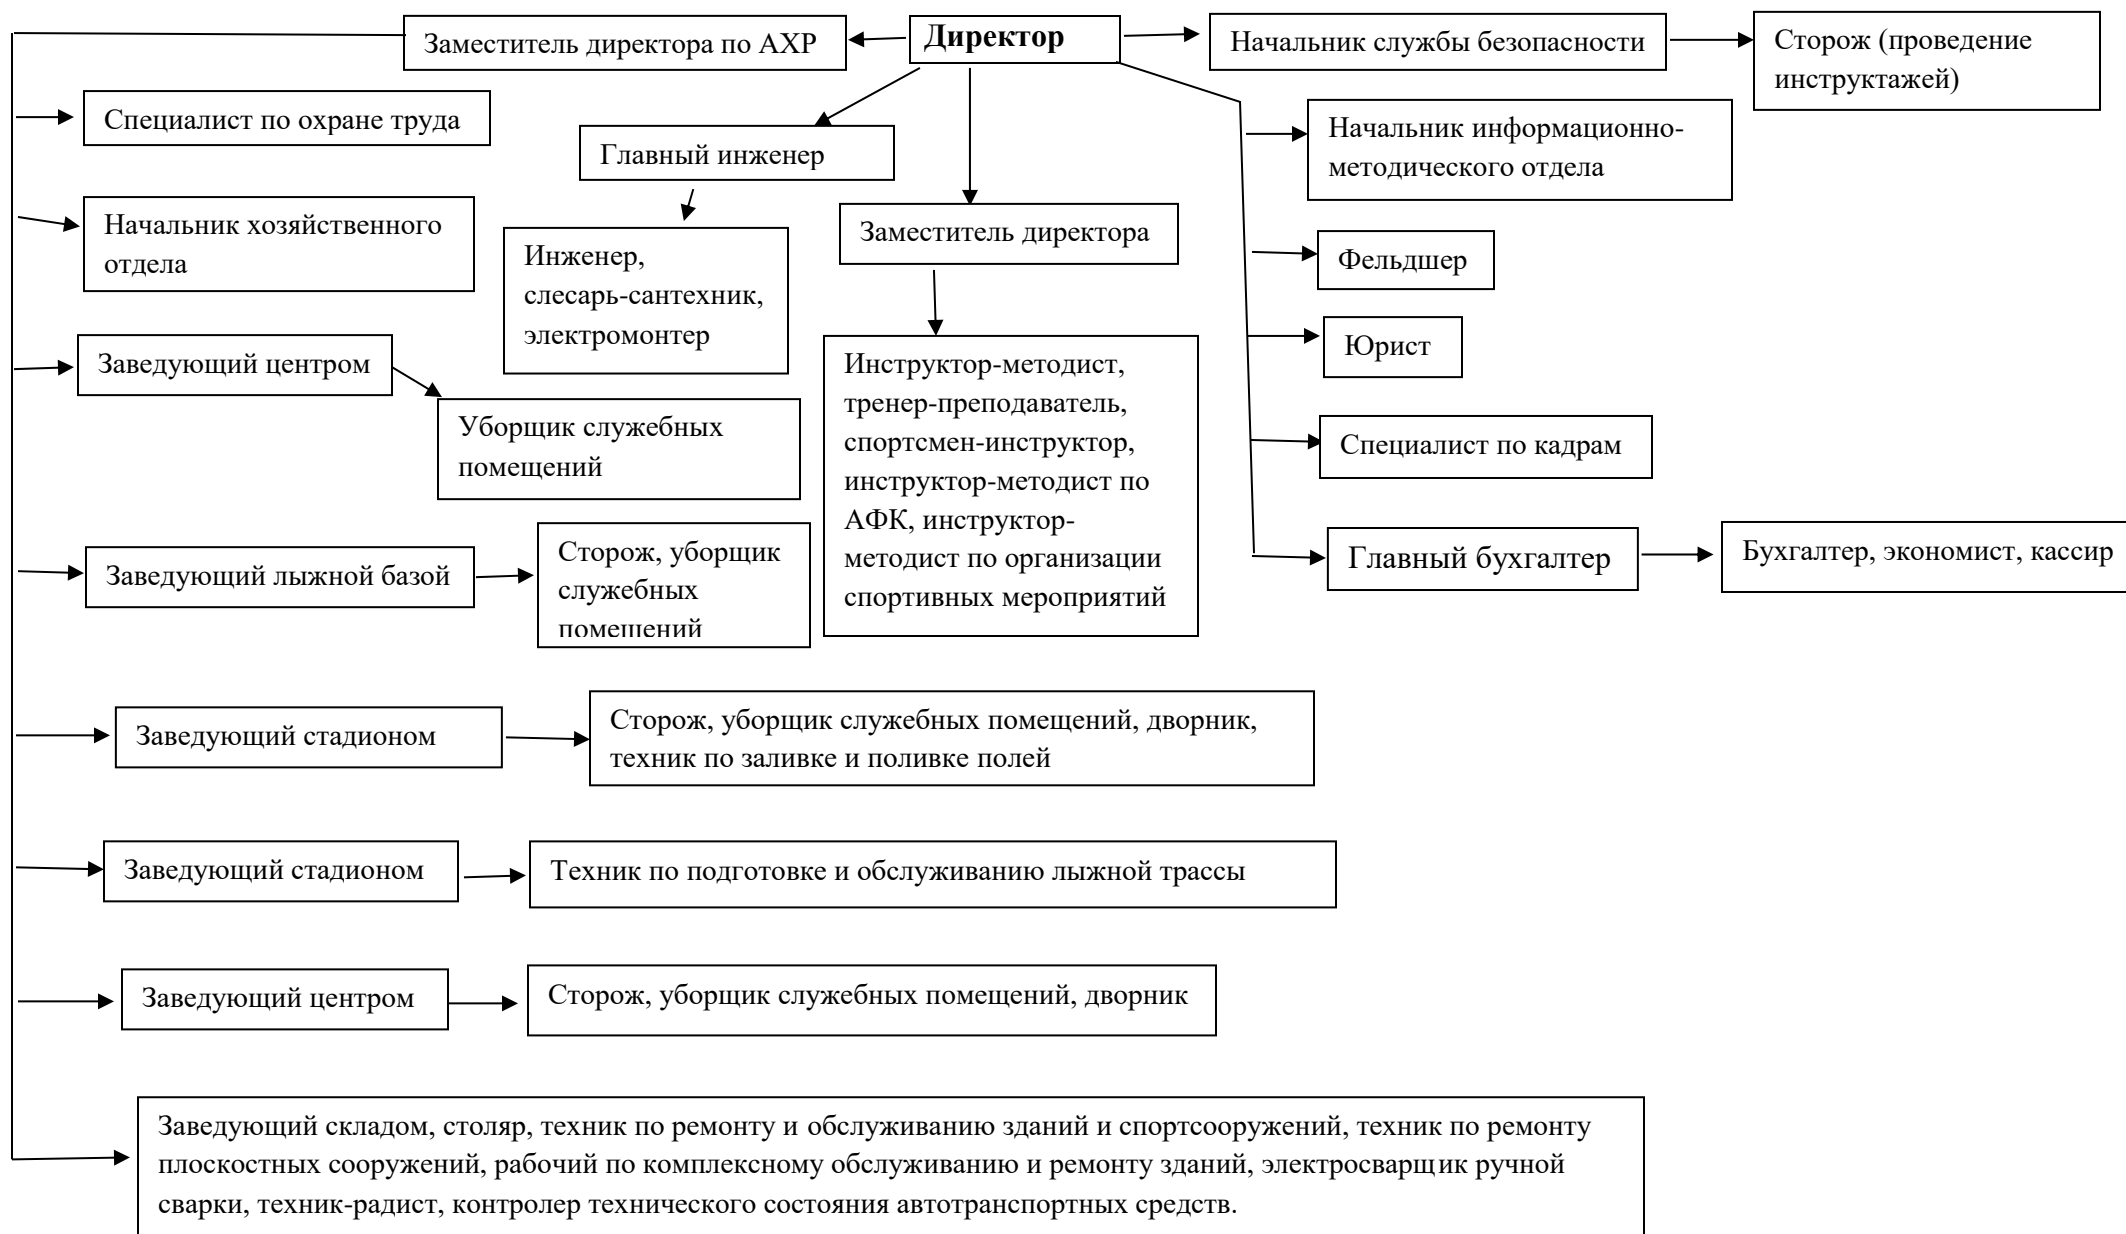 Заместитель директора по АХР
Директор
Начальник службы безопасности
Сторож (проведение
инструктажей)
Специалист по охране труда
Главный инженер
Начальник информационно-
методического отдела
Начальник хозяйственного
отдела
Инженер,
слесарь-сантехник,
электромонтер
Заместитель директора
Фельдшер
Юрист
Заведующий центром
Уборщик служебных
помещений
Инструктор-методист,
тренер-преподаватель,
спортсмен-инструктор,
инструктор-методист по
АФК, инструктор-
методист по организации
спортивных мероприятий
Специалист по кадрам
Заведующий лыжной базой
Сторож, уборщик
служебных
помещений
Главный бухгалтер
Бухгалтер, экономист, кассир
Заведующий стадионом
Сторож, уборщик служебных помещений, дворник,
техник по заливке и поливке полей
Заведующий стадионом
Техник по подготовке и обслуживанию лыжной трассы
Заведующий центром
Сторож, уборщик служебных помещений, дворник
Заведующий складом, столяр, техник по ремонту и обслуживанию зданий и спортсооружений, техник по ремонту
плоскостных сооружений, рабочий по комплексному обслуживанию и ремонту зданий, электросварщик ручной
сварки, техник-радист, контролер технического состояния автотранспортных средств.